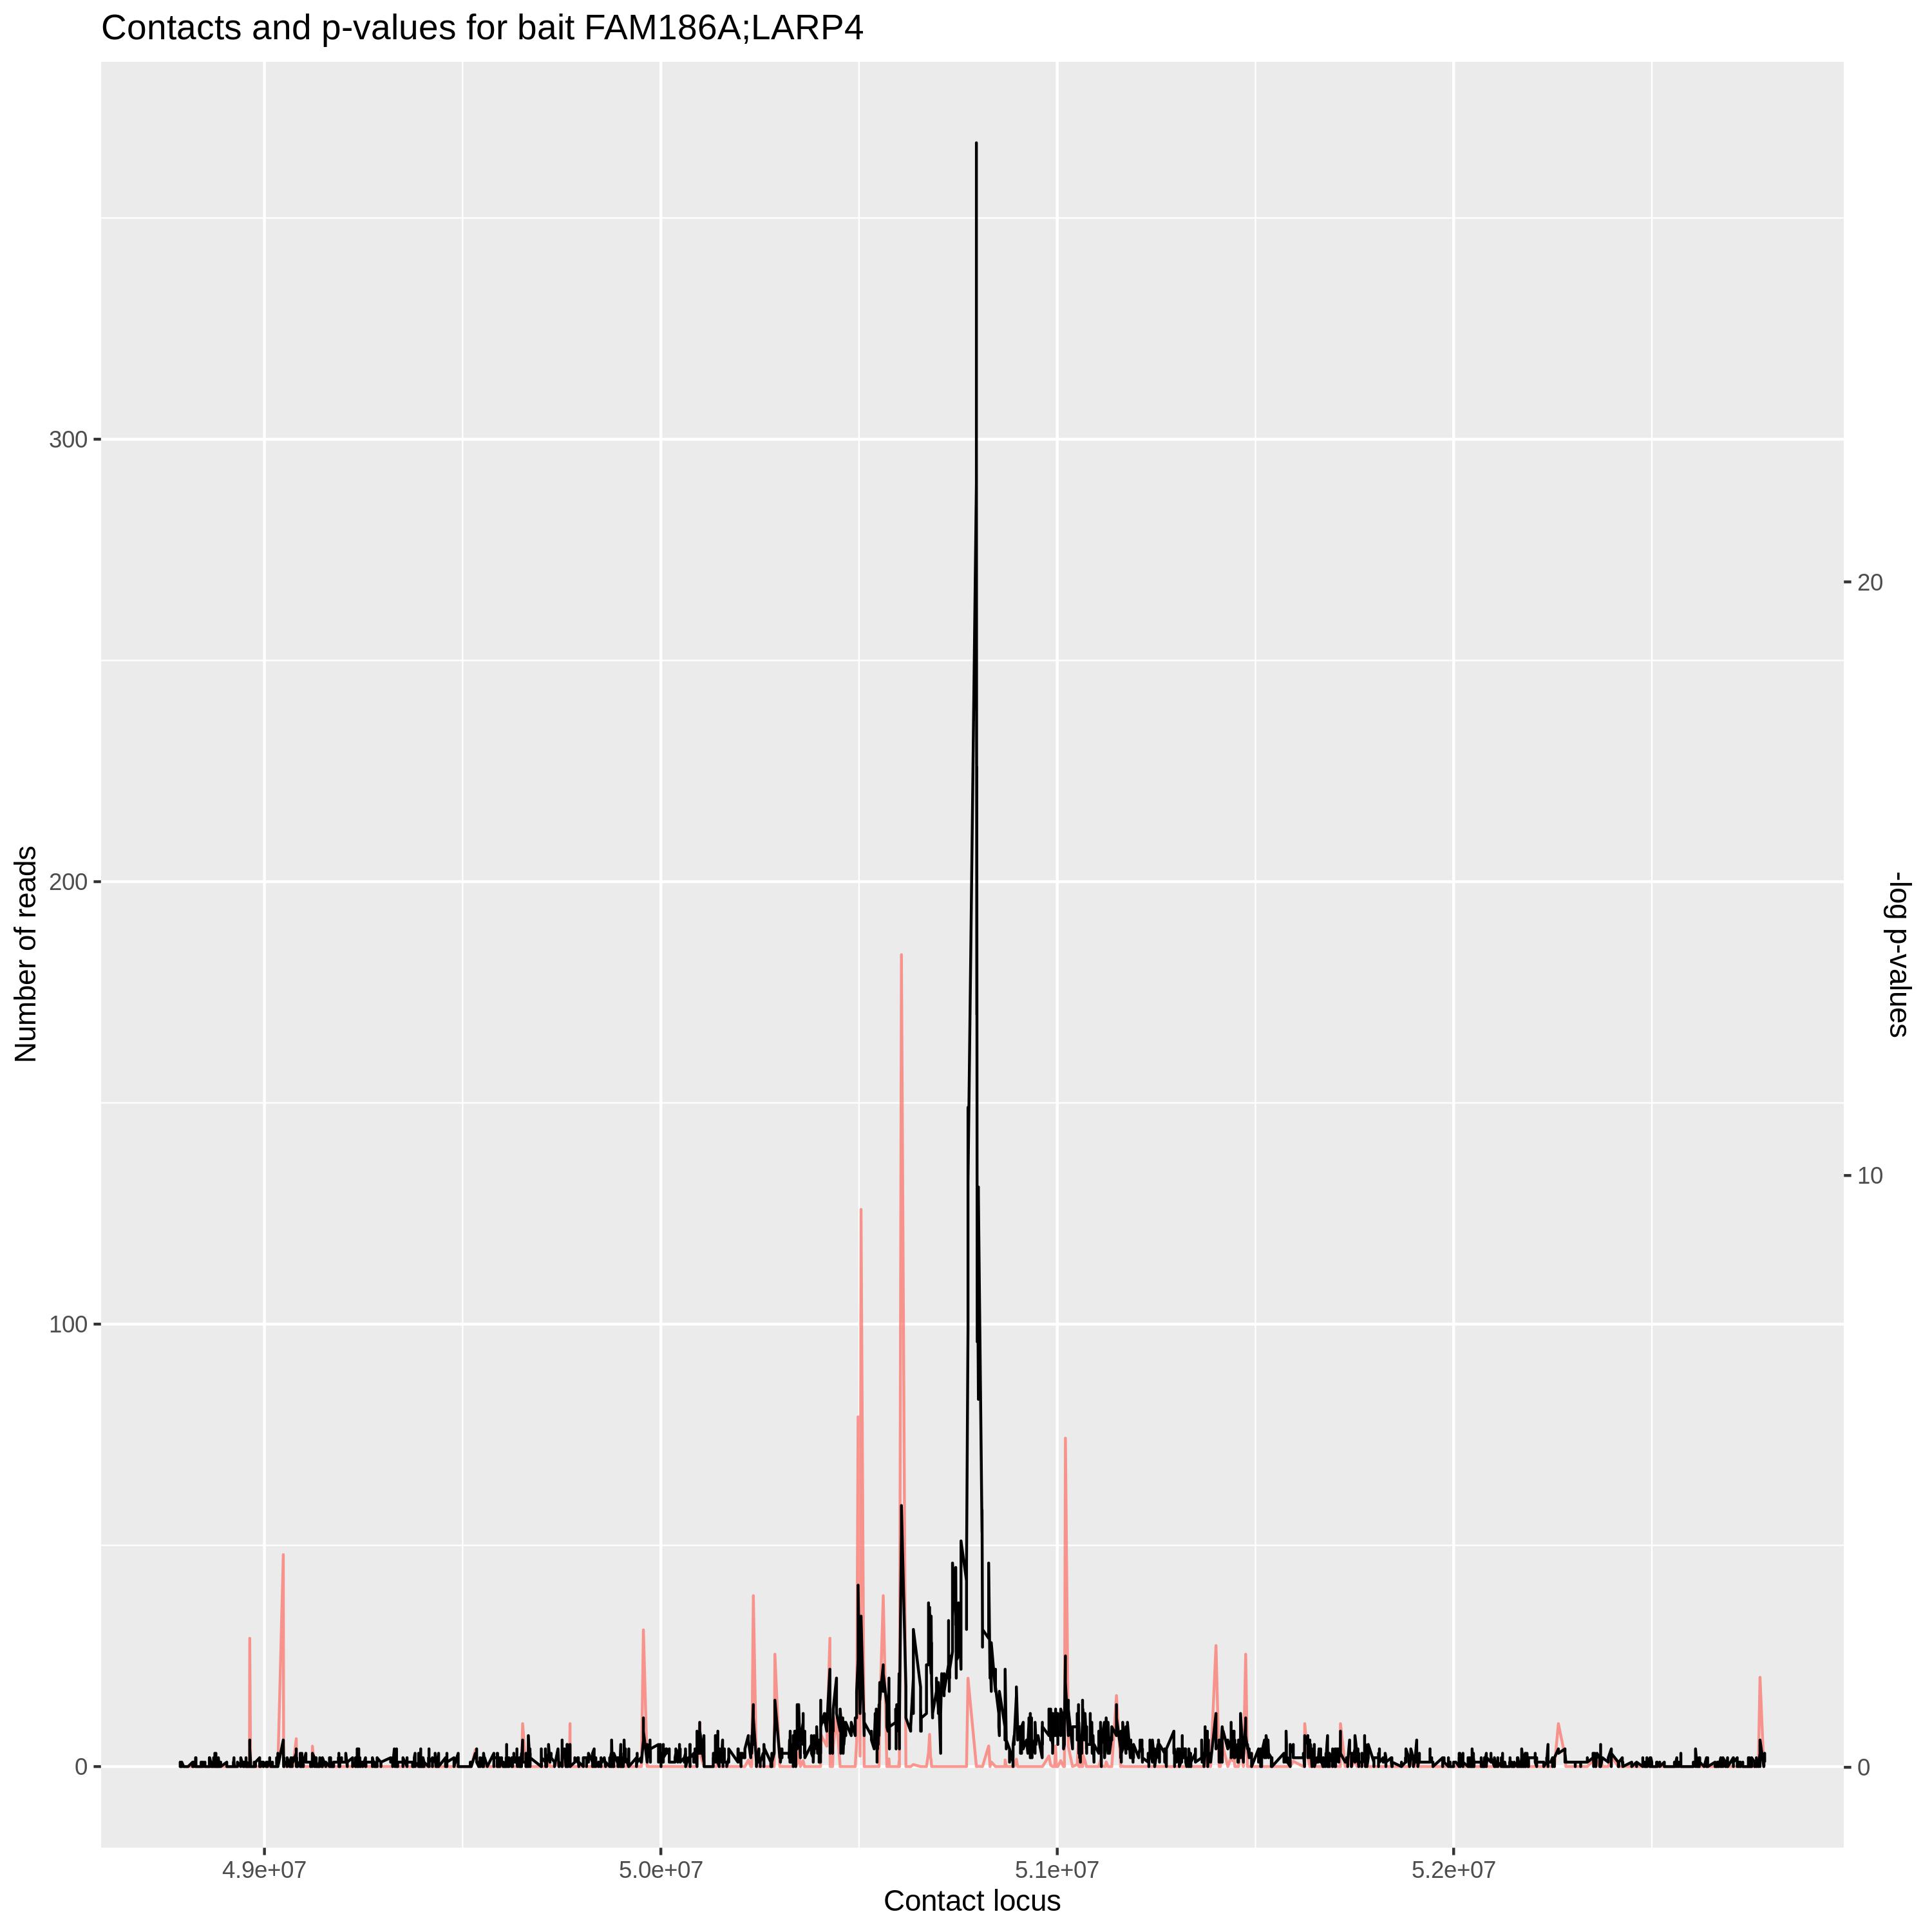 Contacts and p-values for bait FAM186A;LARP4
Number of reads
300
200
100
0
20
10
0
-log p-values
4.9e+07
5.0e+07
5.1e+07
5.2e+07
Contact locus